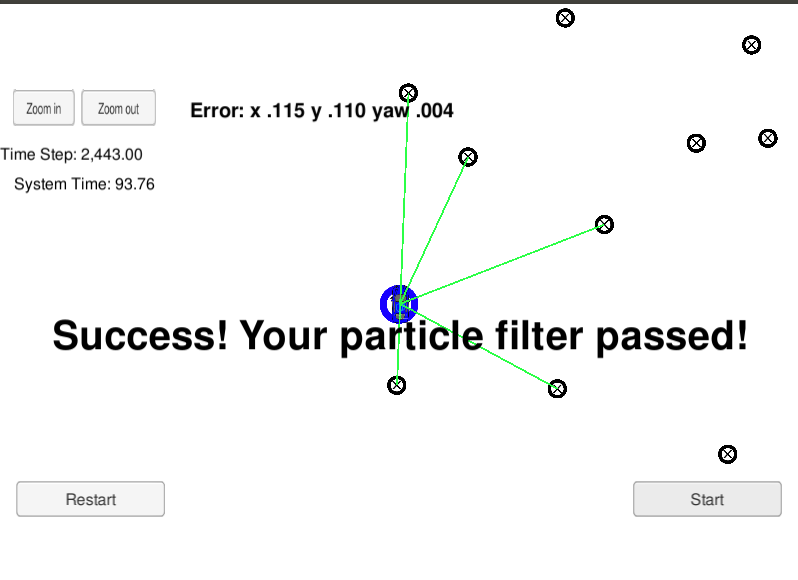 Zoom in Zoom out Error: x .115 y .110 yaw .004
Time Step: 2,443.00
System Time: 93.76
Success! Your particle filter passed!
Restart Start